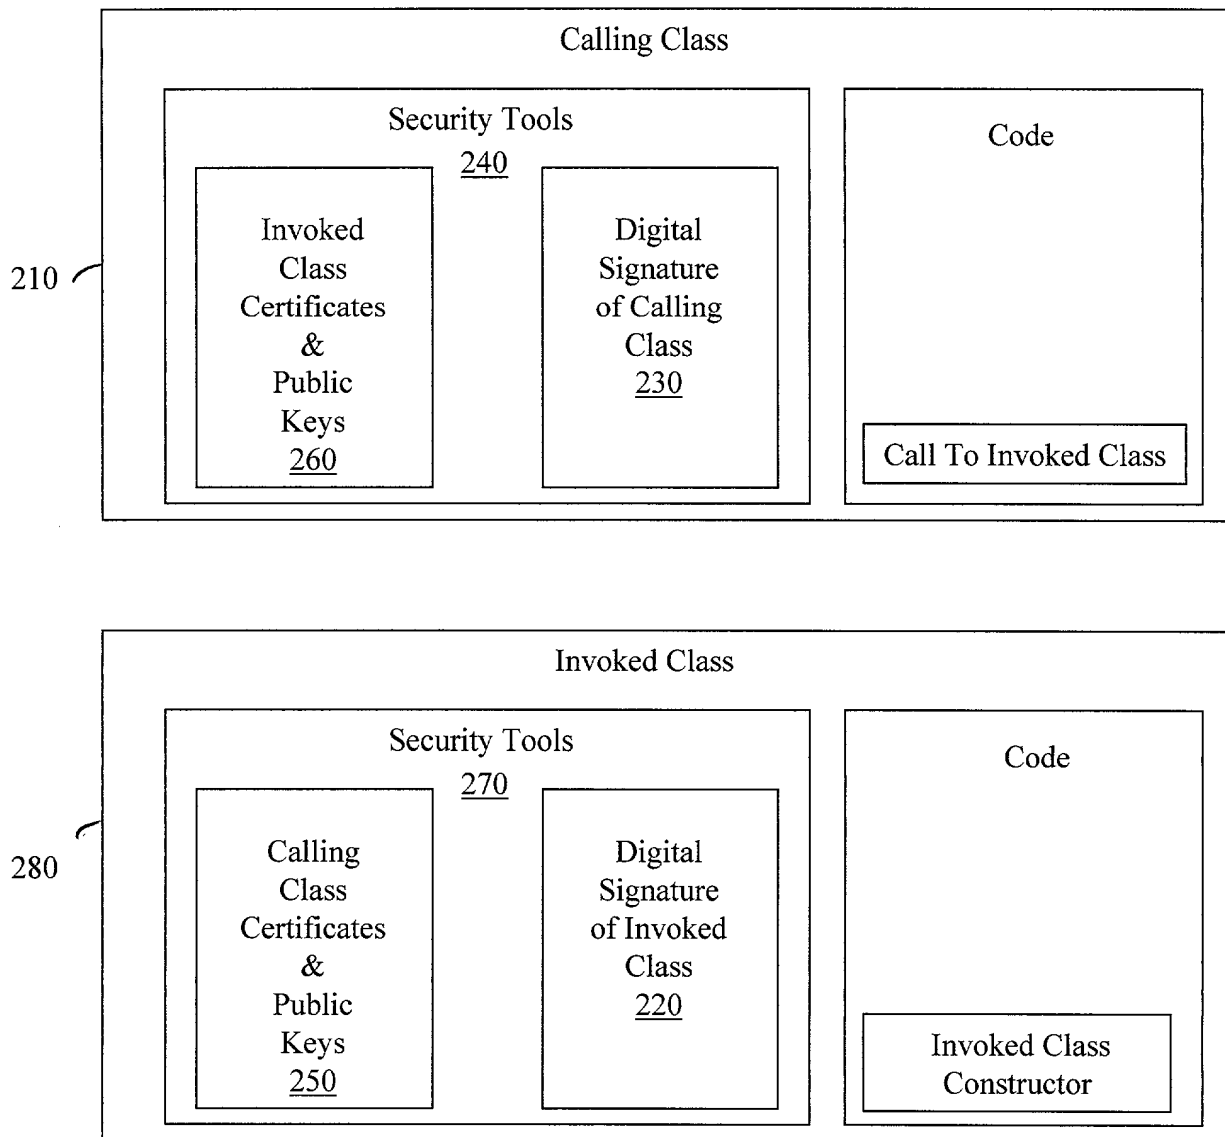 Calling Class
Security Tools
240
Invoked
Class
Certificates
&
Public
Keys
260
Digital
Signature
of Calling
Class
230
Code
Call To Invoked Class
210
Invoked Class
Security Tools
270
Calling
Class
Certificates
&
Public
Keys
250
Digital
Signature
of Invoked
Class
220
Code
Invoked Class
Constructor
280